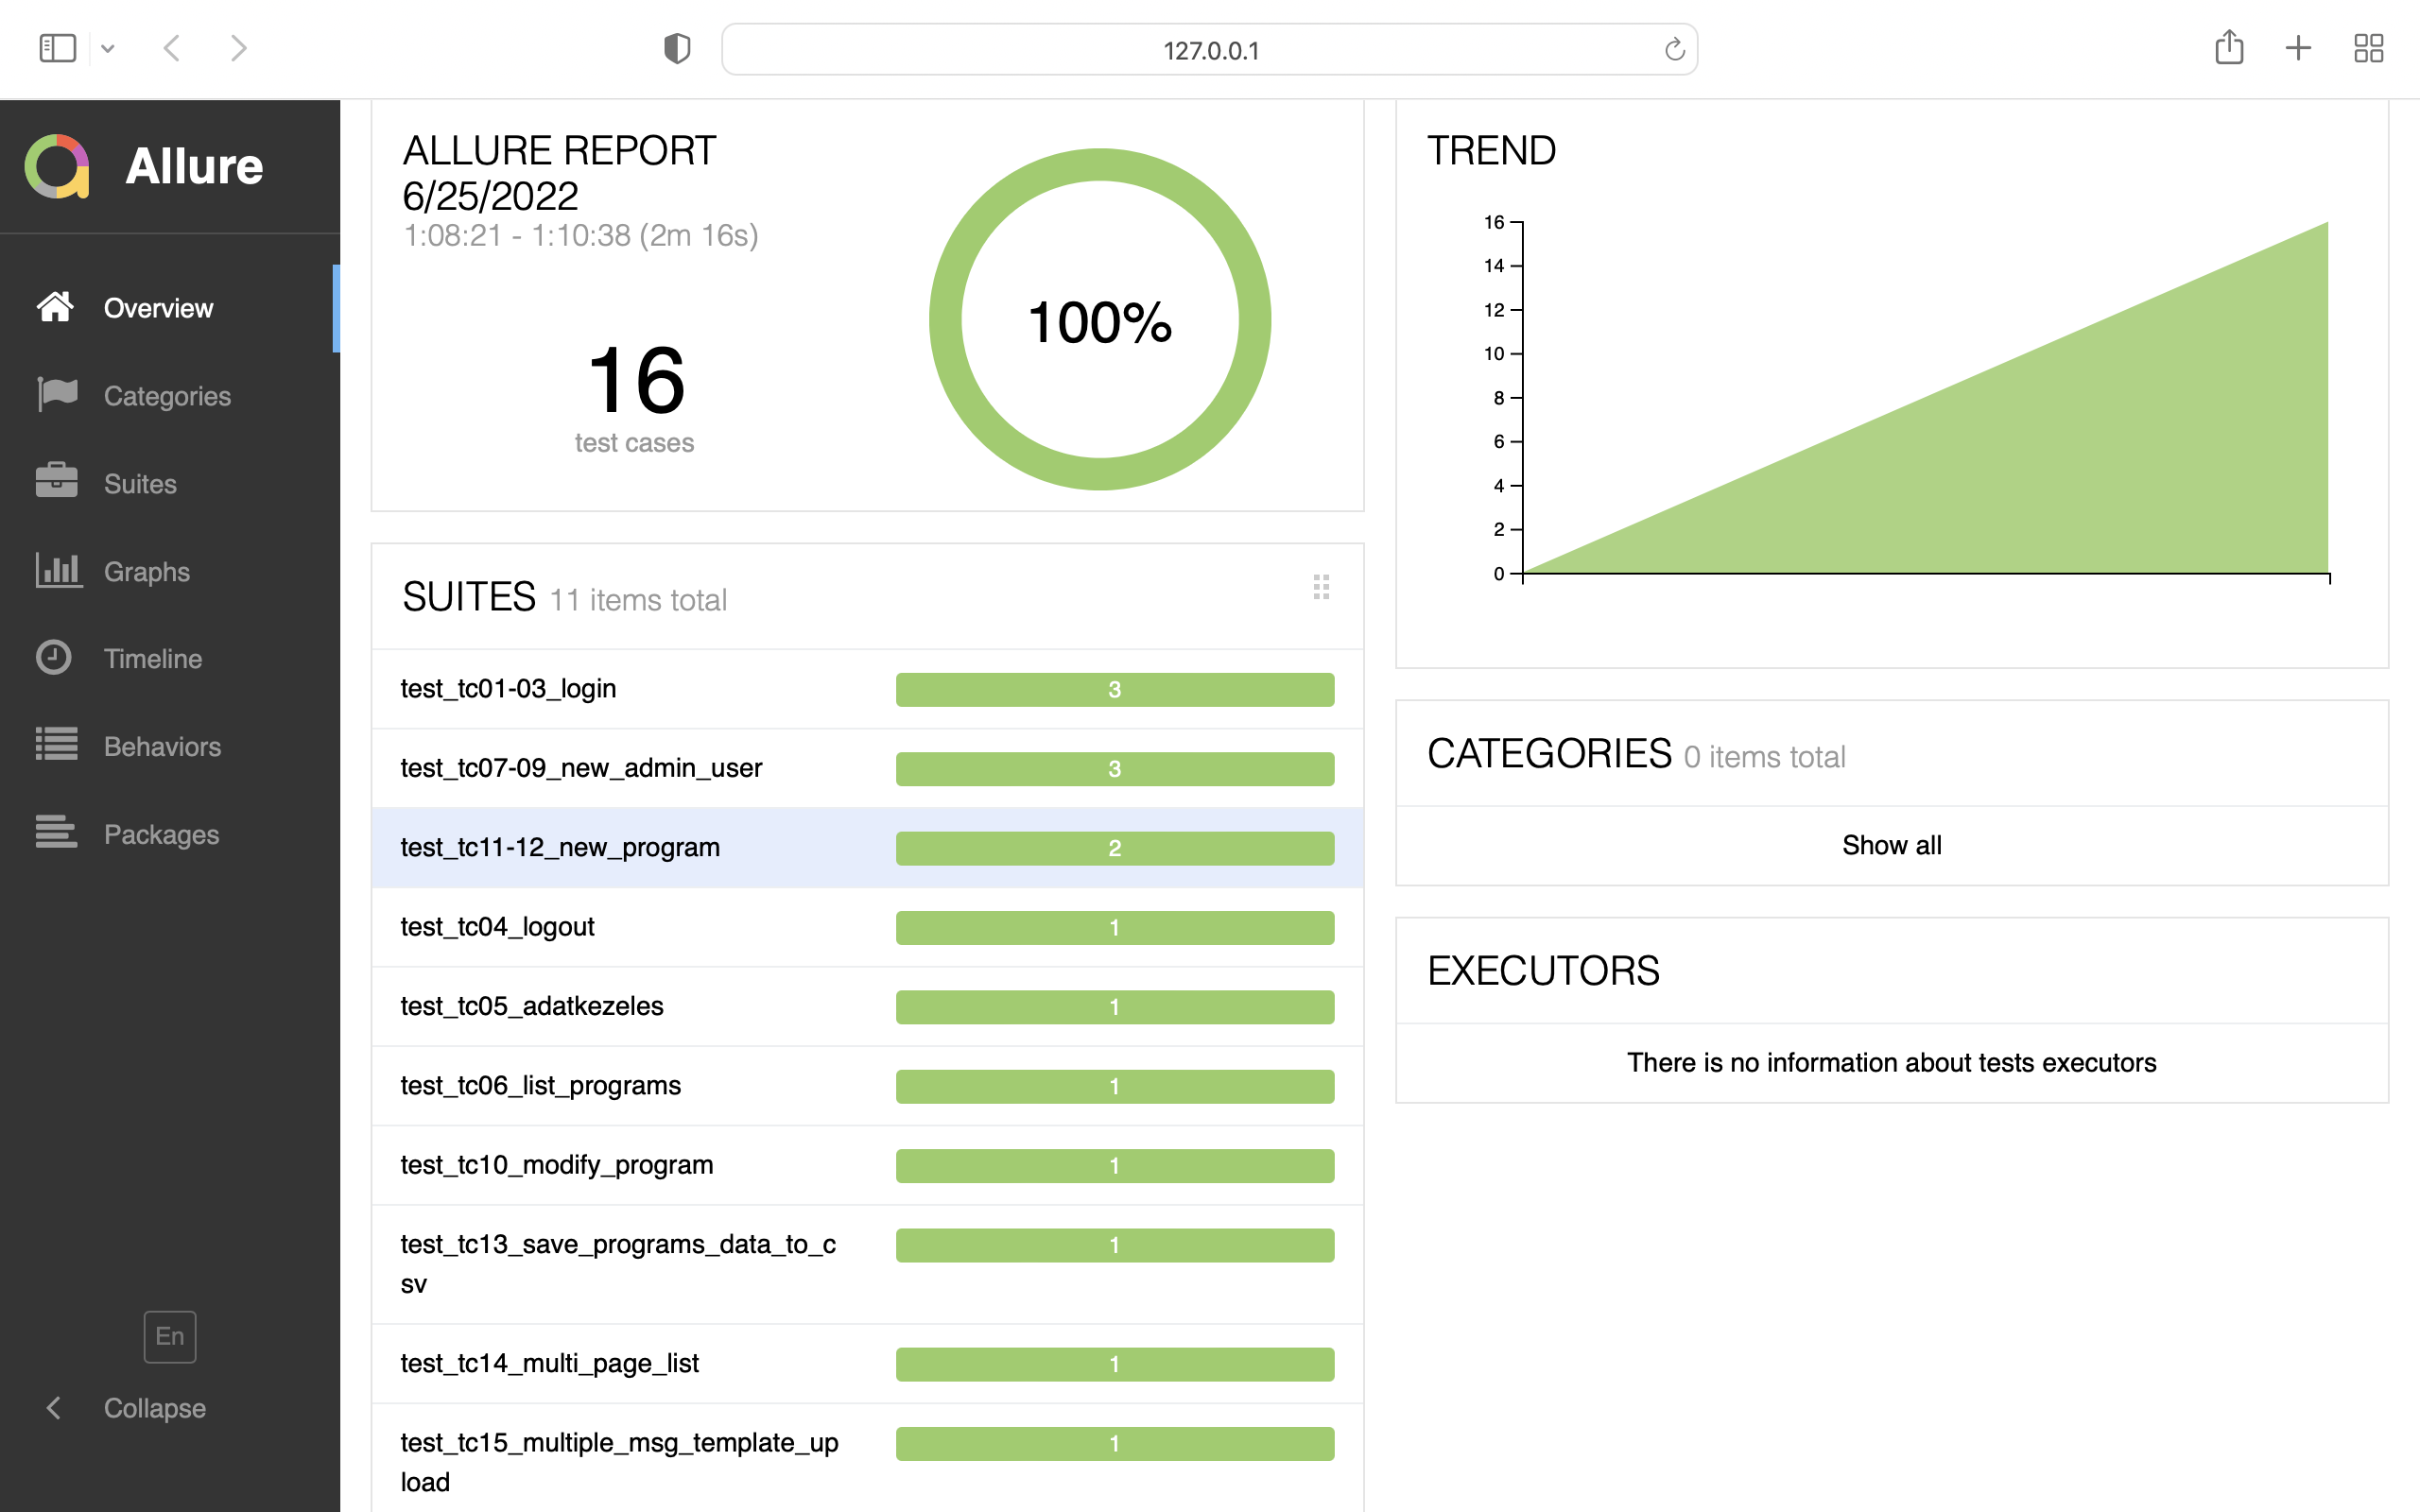 127.0.0.1
Allure
Overview
Categories
Suites
Graphs
Timeline
Behaviors
Packages
En
Collapse
ALLURE REPORT
6/25/2022
1:08:21 - 1:10:38 (2m 16s)
16
test cases
100%
SUITES 11 items total
test_tc01-03_login 3
test_tc07-09_new_admin_user 3
test_tc11-12_new_program 2
test_tc04_logout 1
test_tc05_adatkezeles 1
test_tc06_list_programs 1
test_tc10_modify_program 1
test_tc13_save_programs_data_to_c 1
sv
test_tc14_multi_page_list 1
test_tc15_multiple_msg_template_up 1
load
TREND
16
14
12
10
8
6
4
2
0
CATEGORIES 0 items total
Show all
EXECUTORS
There is no information about tests executors